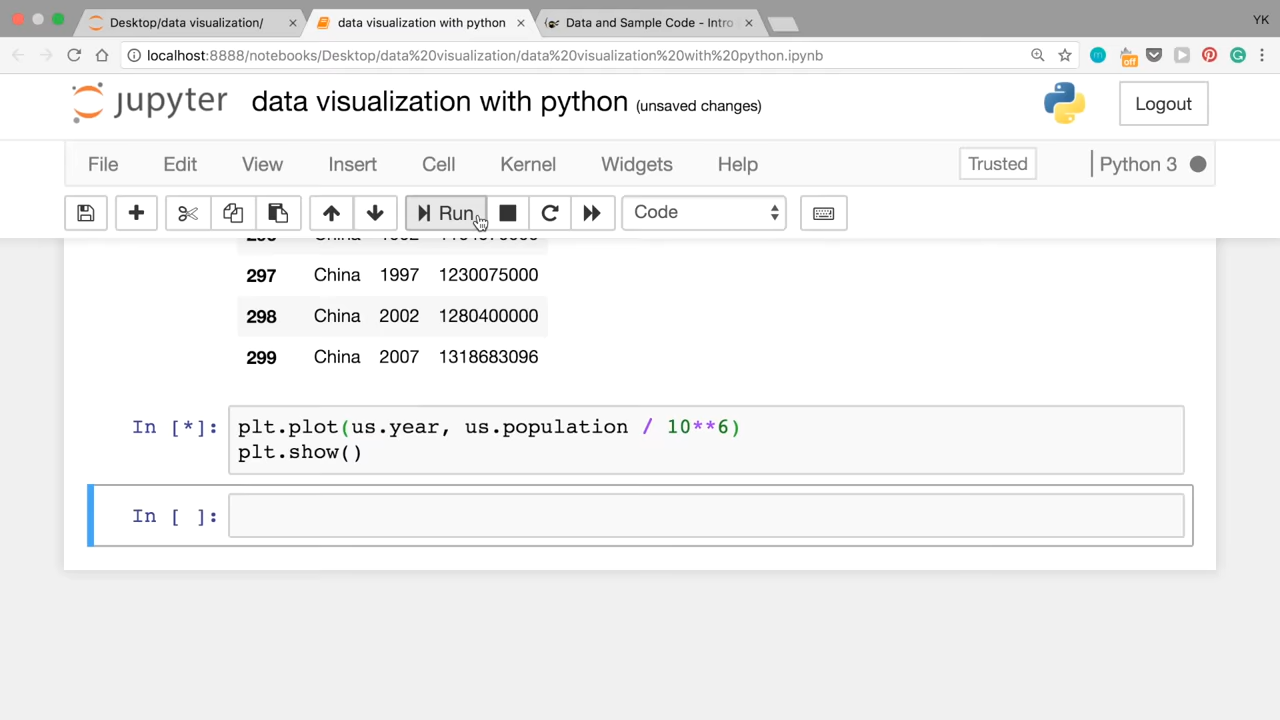 Desktop/data visualization/
data visualization with python
Data and Sample Code - Intro
YK
localhost:8888/notebooks/Desktop/data%20visualization/data%20visualization%20with%20python.ipynb
off
jupyter data visualization with python (unsaved changes)
Logout
File Edit View Insert Cell Kernel Widgets Help
Trusted
Python 3
Run
Code
297 China 1997 1230075000
298 China 2002 1280400000
299 China 2007 1318683096
In [*]: plt.plot(us.year, us.population / 10**6)
plt.show()
In [ ]: